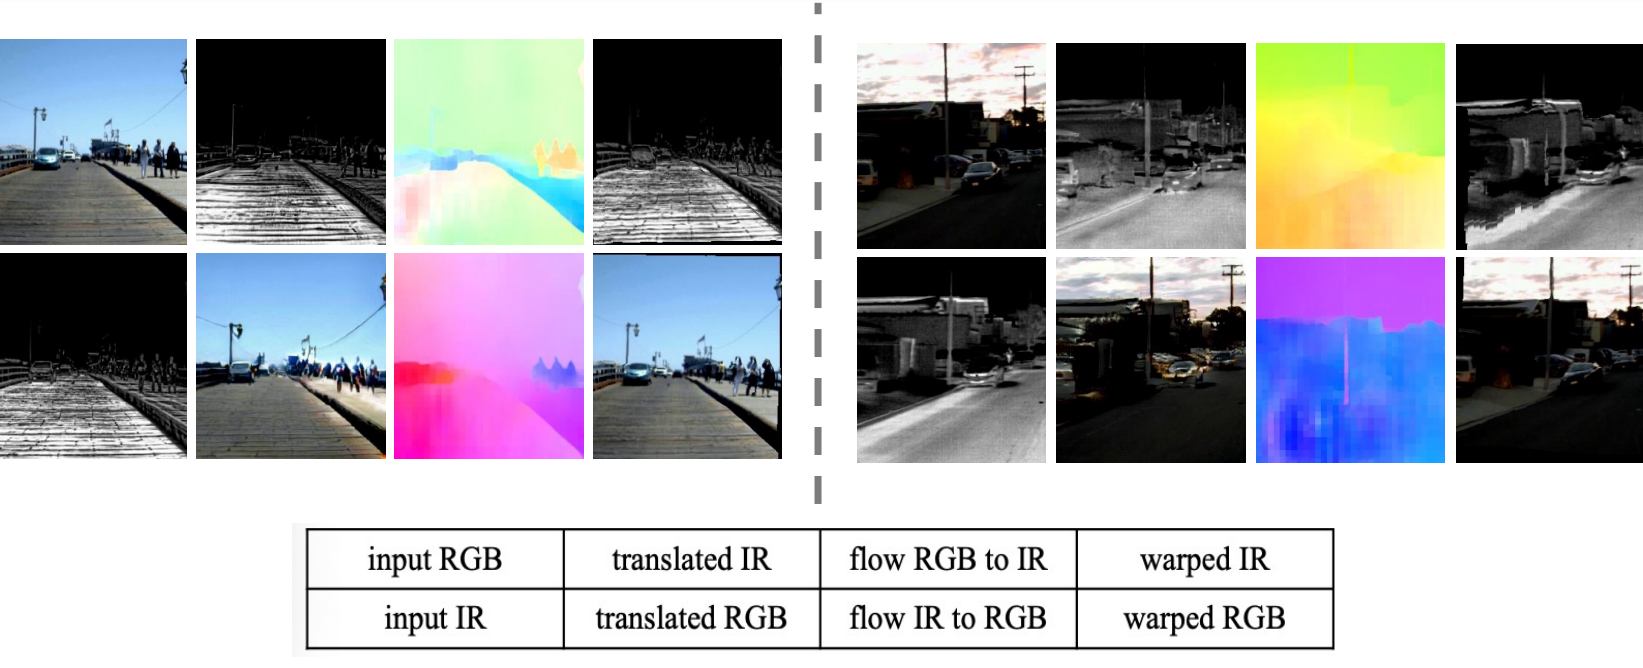 input RGB translated IR flow RGB to IR warped IR
input IR translated RGB flow IR to RGB warped RGB